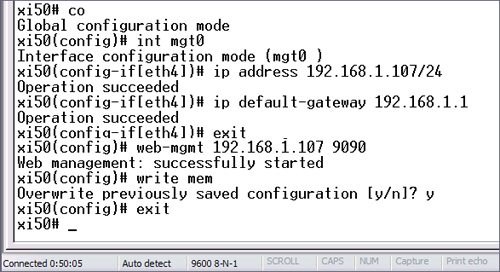 xi50# co
Global configuration mode
xi50(config)# int mgt0
Interface configuration mode (mgt0 )
xi50(config-if[eth4])# ip address 192.168.1.107/24
Operation succeeded
xi50(config-if[eth4])# ip default-gateway 192.168.1.1
Operation succeeded
xi50(config-if[eth4])# exit
xi50(config)# web-mgmt 192.168.1.107 9090
Web management: successfully started
xi50(config)# write mem
Overwrite previously saved configuration [y/n]? y
xi50(config)# exit
xi50# _
Connected 0:50:05 Auto detect 9600 8-N-1 SCROLL CAPS NUM Capture Print echo